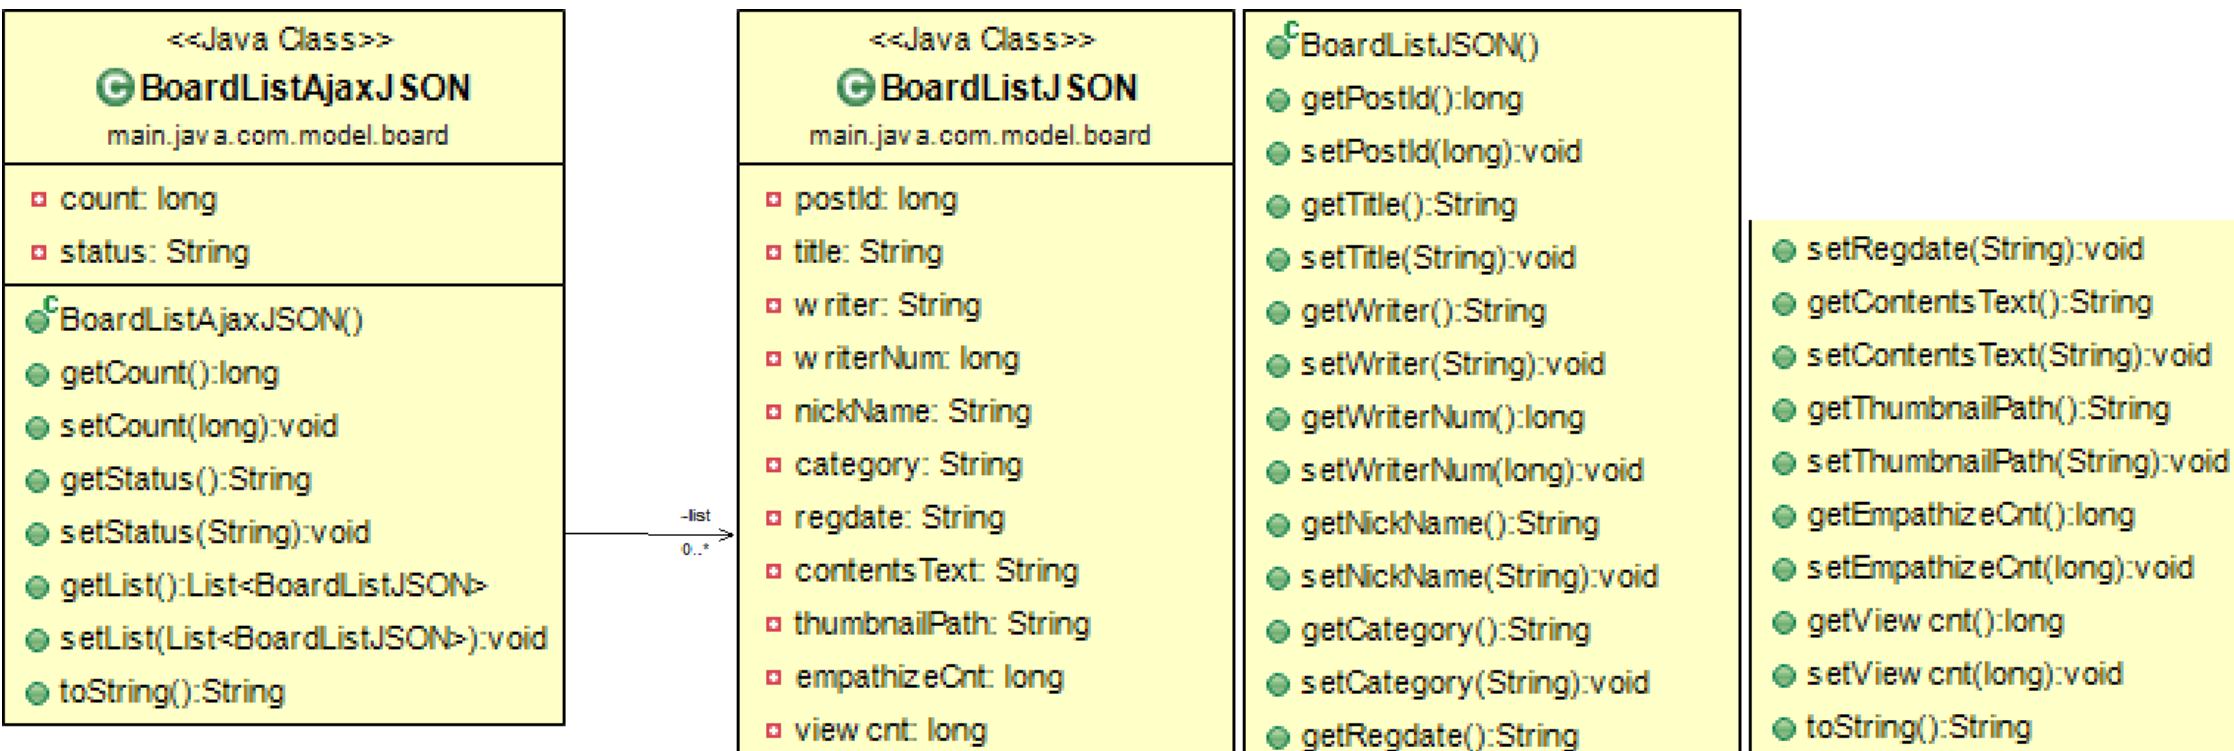 <<Java Class>>
BoardListAjaxJSON
main.java.com.model.board
count: long
status: String
BoardListAjaxJSON()
getCount():long
setCount(long):void
getStatus():String
setStatus(String):void
getList():List<BoardListJSON>
setList(List<BoardListJSON>):void
toString():String
-list
0..*
<<Java Class>>
BoardListJSON
main.java.com.model.board
postId: long
title: String
writer: String
writerNum: long
nickName: String
category: String
regdate: String
contentsText: String
thumbnailPath: String
empathizeCnt: long
viewcnt: long
BoardListJSON()
getPostId():long
setPostId(long):void
getTitle():String
setTitle(String):void
getWriter():String
setWriter(String):void
getWriterNum():long
setWriterNum(long):void
getNickName():String
setNickName(String):void
getCategory():String
setCategory(String):void
getRegdate():String
setRegdate(String):void
getContentsText():String
setContentsText(String):void
getThumbnailPath():String
setThumbnailPath(String):void
getEmpathizeCnt():long
setEmpathizeCnt(long):void
getViewcnt():long
setViewcnt(long):void
toString():String